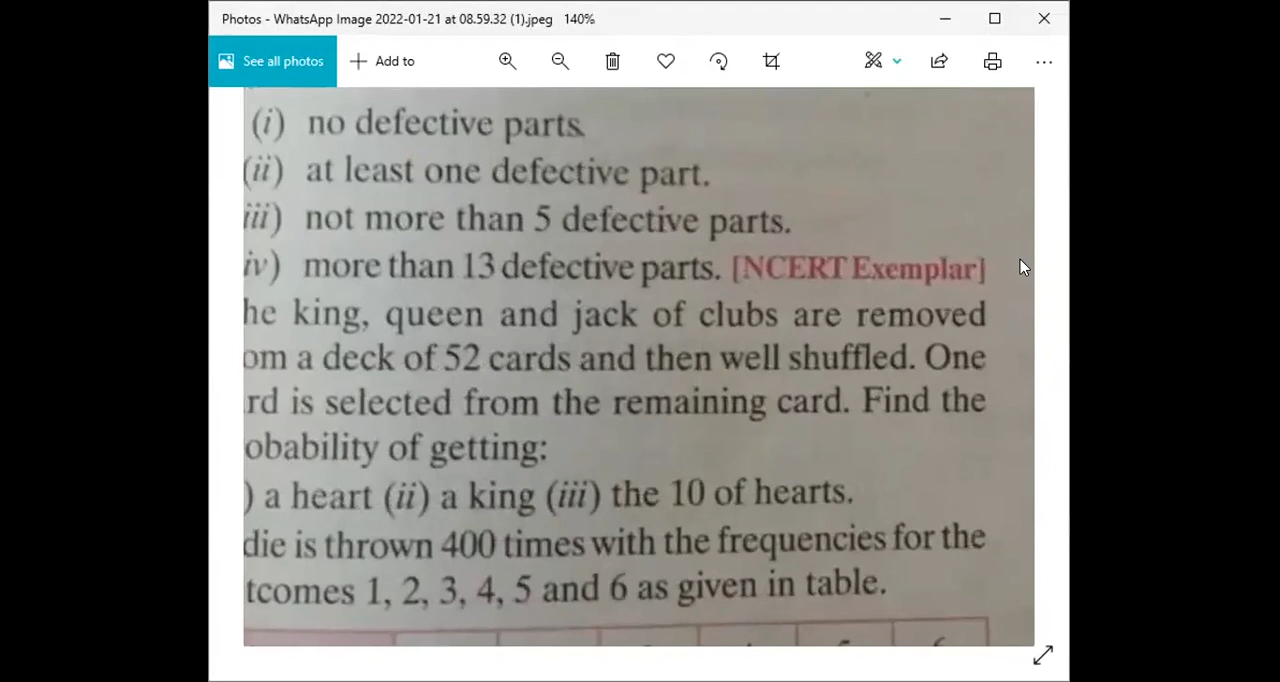 Photos - WhatsApp Image 2022-01-21 at 08.59.32 (1).jpeg 140%
See all photos
Add to
(i) no defective parts.
(ii) at least one defective part.
iii) not more than 5 defective parts.
iv) more than 13 defective parts. [NCERT Exemplar]
he king, queen and jack of clubs are removed
om a deck of 52 cards and then well shuffled. One
rd is selected from the remaining card. Find the
obability of getting:
) a heart (ii) a king (iii) the 10 of hearts.
die is thrown 400 times with the frequencies for the
tcomes 1, 2, 3, 4, 5 and 6 as given in table.